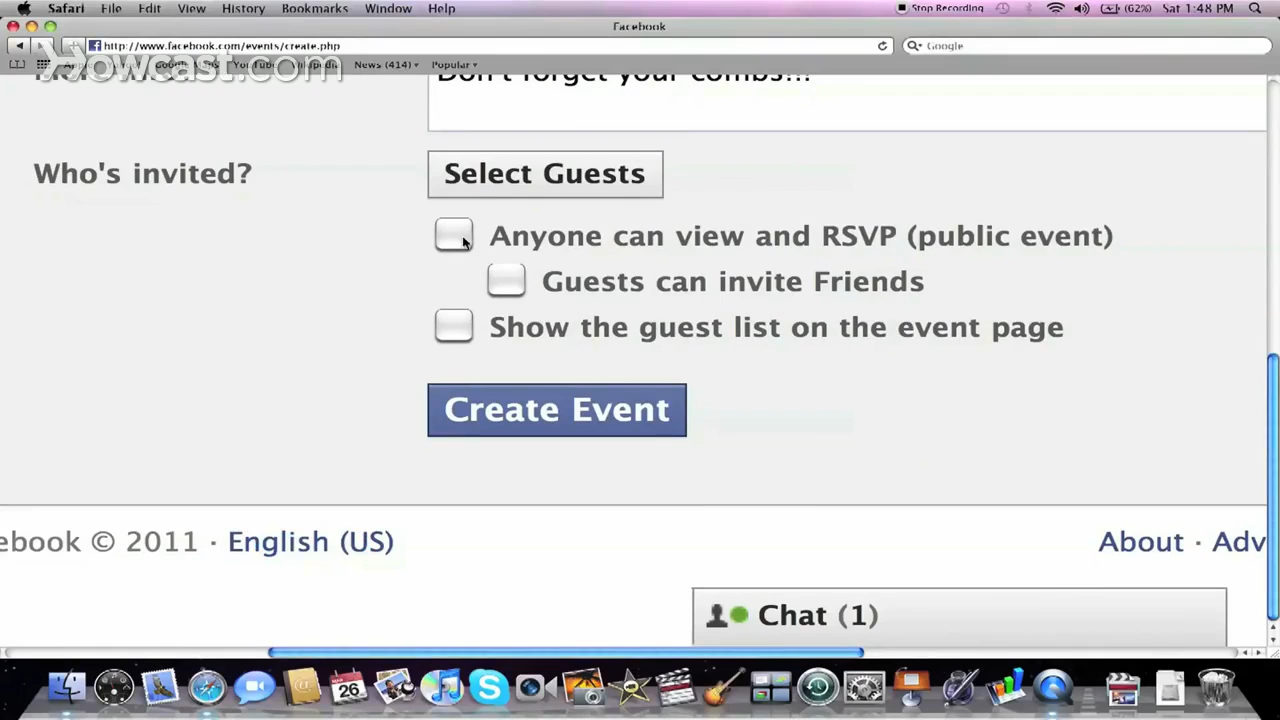 Safari File Edit View History Bookmarks Window Help Stop Recording (62%) Sat 1:48 PM
Facebook
http://www.facebook.com/events/create.php Google
Howcast.com
News (414) Popular
Don't forget your combs!!!
Who's invited? Select Guests
Anyone can view and RSVP (public event)
Guests can invite Friends
Show the guest list on the event page
Create Event
ebook © 2011 · English (US) About · Adv
Chat (1)
26